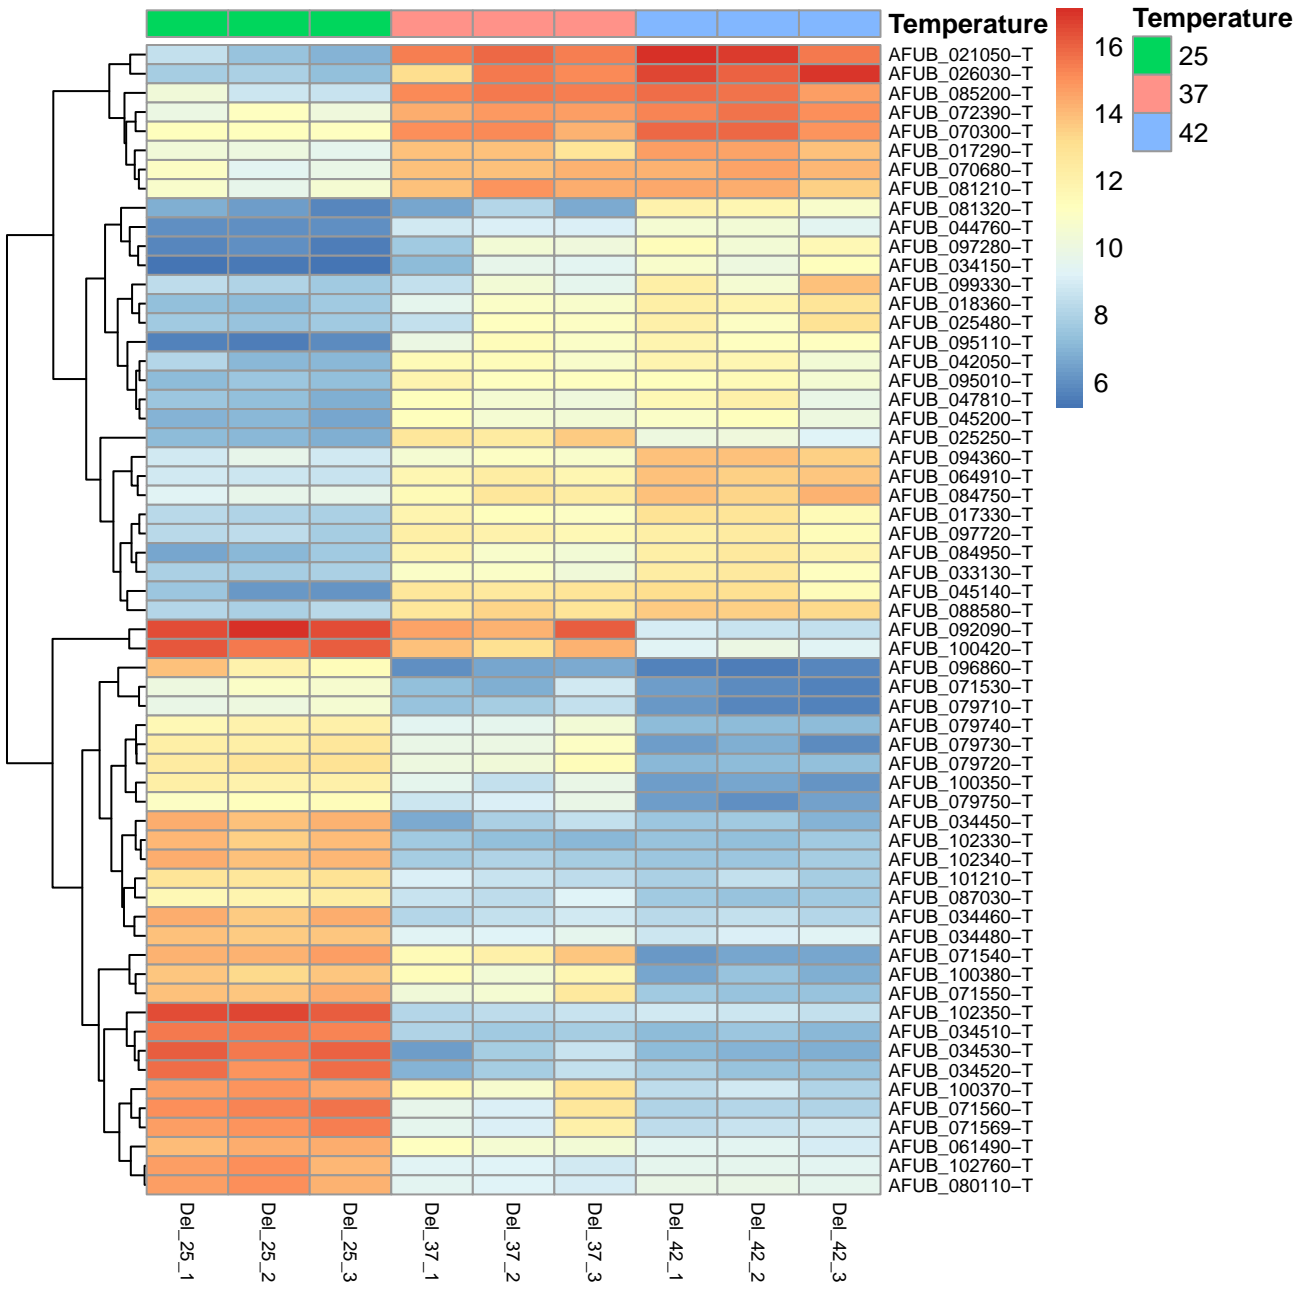 Temperature
AFUB_021050−T
AFUB_026030−T
AFUB_085200−T
AFUB_072390−T
AFUB_070300−T
AFUB_017290−T
AFUB_070680−T
AFUB_081210−T
AFUB_081320−T
AFUB_044760−T
AFUB_097280−T
AFUB_034150−T
AFUB_099330−T
AFUB_018360−T
AFUB_025480−T
AFUB_095110−T
AFUB_042050−T
AFUB_095010−T
AFUB_047810−T
AFUB_045200−T
AFUB_025250−T
AFUB_094360−T
AFUB_064910−T
AFUB_084750−T
AFUB_017330−T
AFUB_097720−T
AFUB_084950−T
AFUB_033130−T
AFUB_045140−T
AFUB_088580−T
AFUB_092090−T
AFUB_100420−T
AFUB_096860−T
AFUB_071530−T
AFUB_079710−T
AFUB_079740−T
AFUB_079730−T
AFUB_079720−T
AFUB_100350−T
AFUB_079750−T
AFUB_034450−T
AFUB_102330−T
AFUB_102340−T
AFUB_101210−T
AFUB_087030−T
AFUB_034460−T
AFUB_034480−T
AFUB_071540−T
AFUB_100380−T
AFUB_071550−T
AFUB_102350−T
AFUB_034510−T
AFUB_034530−T
AFUB_034520−T
AFUB_100370−T
AFUB_071560−T
AFUB_071569−T
AFUB_061490−T
AFUB_102760−T
AFUB_080110−T
Del_25_1
Del_25_2
Del_25_3
Del_37_1
Del_37_2
Del_37_3
Del_42_1
Del_42_2
Del_42_3
16
14
12
10
8
6
Temperature
25
37
42